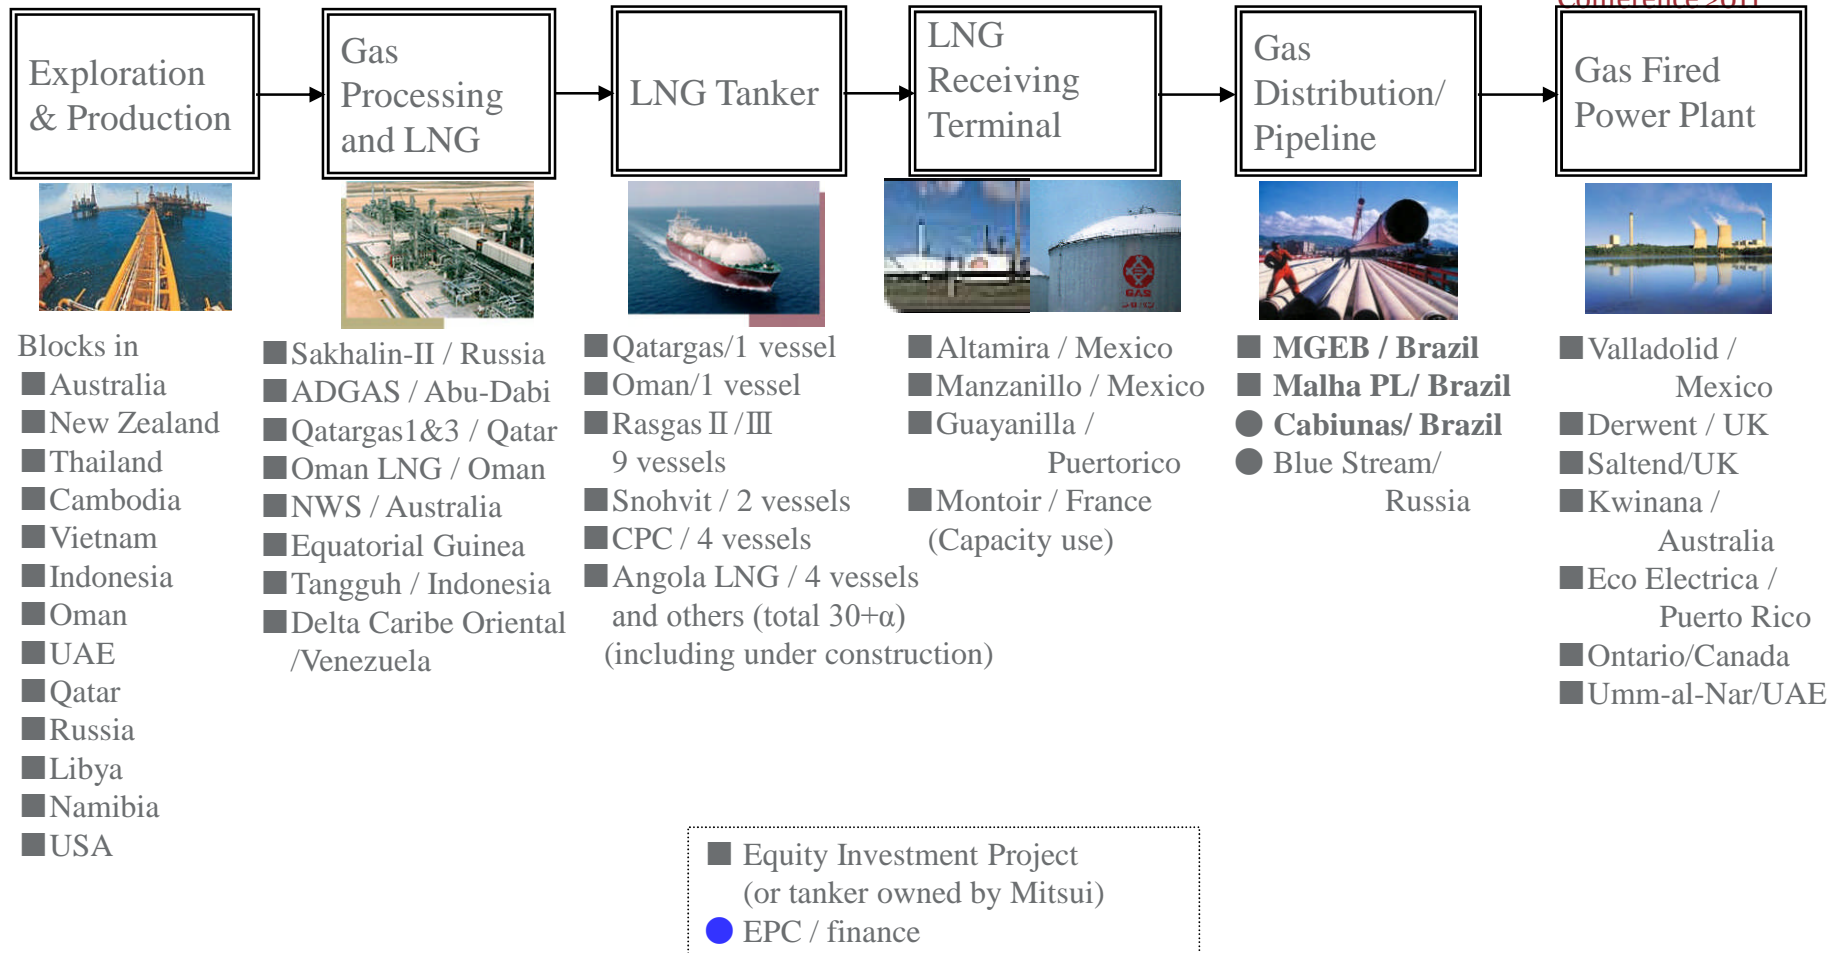 Conference 2011
Exploration
& Production
Gas
Processing
and LNG
LNG Tanker
LNG
Receiving
Terminal
Gas
Distribution/
Pipeline
Gas Fired
Power Plant
GAS
Blocks in
■Australia
■New Zealand
■Thailand
■Cambodia
■Vietnam
■Indonesia
■Oman
■UAE
■Qatar
■Russia
■Libya
■Namibia
■USA
■Sakhalin-II / Russia
■ADGAS / Abu-Dabi
■Qatargas1&3 / Qatar
■Oman LNG / Oman
■NWS / Australia
■Equatorial Guinea
■Tangguh / Indonesia
■Delta Caribe Oriental
/Venezuela
■Qatargas/1 vessel
■Oman/1 vessel
■Rasgas Ⅱ/Ⅲ
9 vessels
■Snohvit / 2 vessels
■CPC / 4 vessels
■Angola LNG / 4 vessels
and others (total 30+α)
(including under construction)
■Altamira / Mexico
■Manzanillo / Mexico
■Guayanilla /
Puertorico
■Montoir / France
(Capacity use)
■ MGEB / Brazil
■ Malha PL/ Brazil
● Cabiunas/ Brazil
● Blue Stream/
Russia
■Valladolid /
Mexico
■Derwent / UK
■Saltend/UK
■Kwinana /
Australia
■Eco Electrica /
Puerto Rico
■Ontario/Canada
■Umm-al-Nar/UAE
■ Equity Investment Project
(or tanker owned by Mitsui)
● EPC / finance